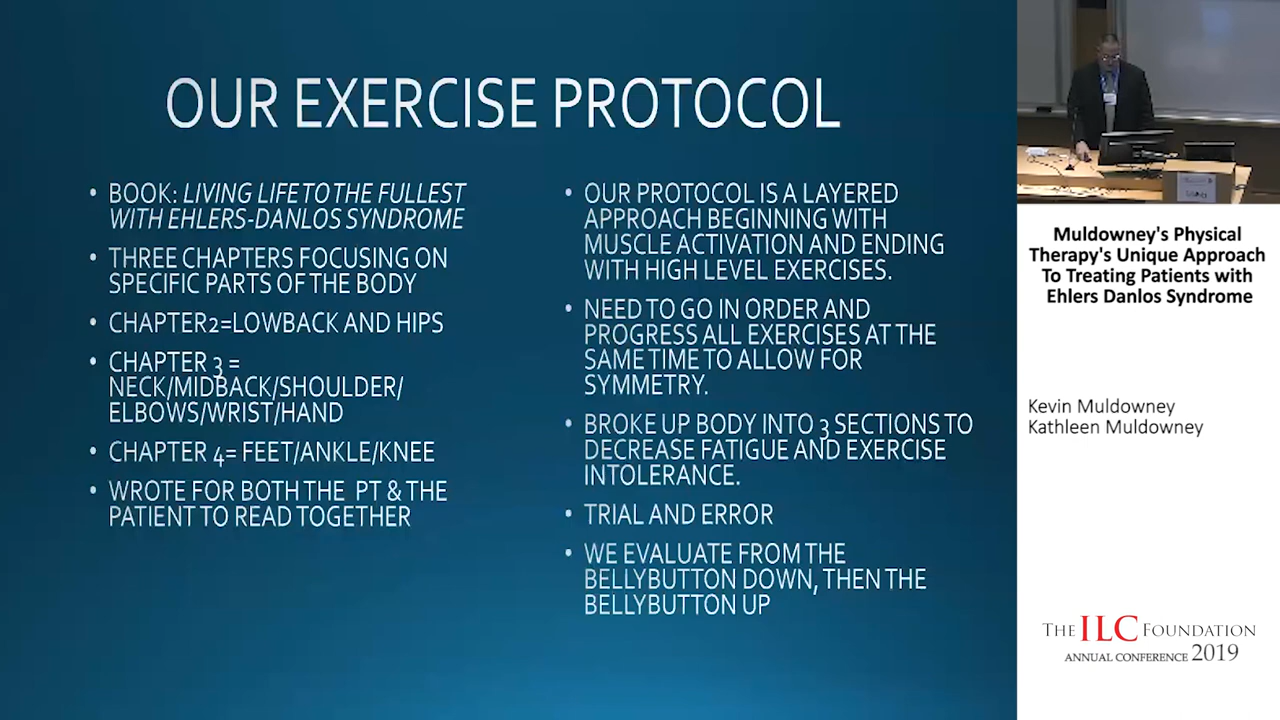 OUR EXERCISE PROTOCOL
• BOOK: LIVING LIFE TO THE FULLEST
WITH EHLERS-DANLOS SYNDROME
• THREE CHAPTERS FOCUSING ON
SPECIFIC PARTS OF THE BODY
• CHAPTER2=LOWBACK AND HIPS
• CHAPTER 3 =
NECK/MIDBACK/SHOULDER/
ELBOWS/WRIST/HAND
• CHAPTER 4= FEET/ANKLE/KNEE
• WROTE FOR BOTH THE PT & THE
PATIENT TO READ TOGETHER
• OUR PROTOCOL IS A LAYERED
APPROACH BEGINNING WITH
MUSCLE ACTIVATION AND ENDING
WITH HIGH LEVEL EXERCISES.
• NEED TO GO IN ORDER AND
PROGRESS ALL EXERCISES AT THE
SAME TIME TO ALLOW FOR
SYMMETRY.
• BROKE UP BODY INTO 3 SECTIONS TO
DECREASE FATIGUE AND EXERCISE
INTOLERANCE.
• TRIAL AND ERROR
• WE EVALUATE FROM THE
BELLYBUTTON DOWN, THEN THE
BELLYBUTTON UP
Muldowney's Physical
Therapy's Unique Approach
To Treating Patients with
Ehlers Danlos Syndrome
Kevin Muldowney
Kathleen Muldowney
THE ILC FOUNDATION
ANNUAL CONFERENCE 2019